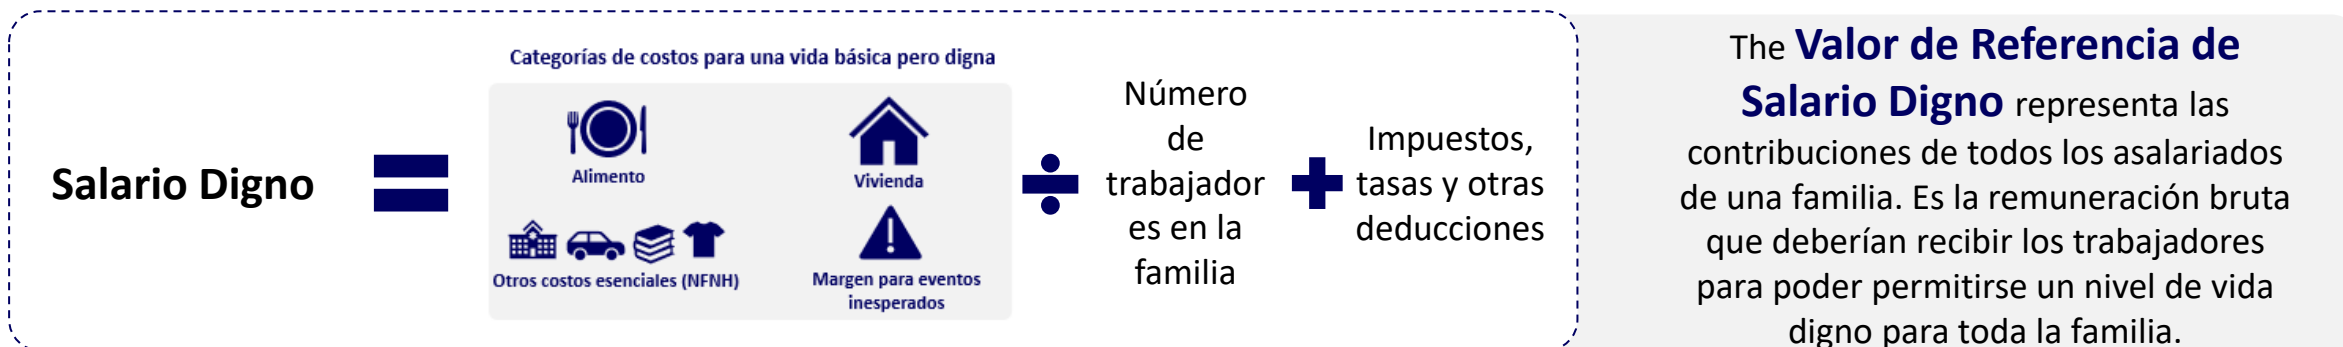 Salario Digno
Categorías de costos para una vida básica pero digna
Alimento
Vivienda
Otros costos esenciales (NFNH)
Margen para eventos
inesperados
Número
de
trabajador
es en la
familia
Impuestos,
tasas y otras
deducciones
The Valor de Referencia de
Salario Digno representa las
contribuciones de todos los asalariados
de una familia. Es la remuneración bruta
que deberían recibir los trabajadores
para poder permitirse un nivel de vida
digno para toda la familia.